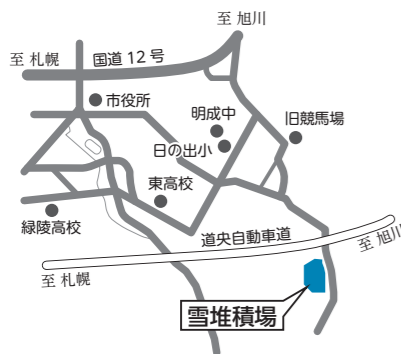 至 旭川
至 札幌
国道 12 号
市役所
明成中
旧競馬場
日の出小
東高校
緑陵高校
道央自動車道
至 旭川
至 札幌
雪堆積場